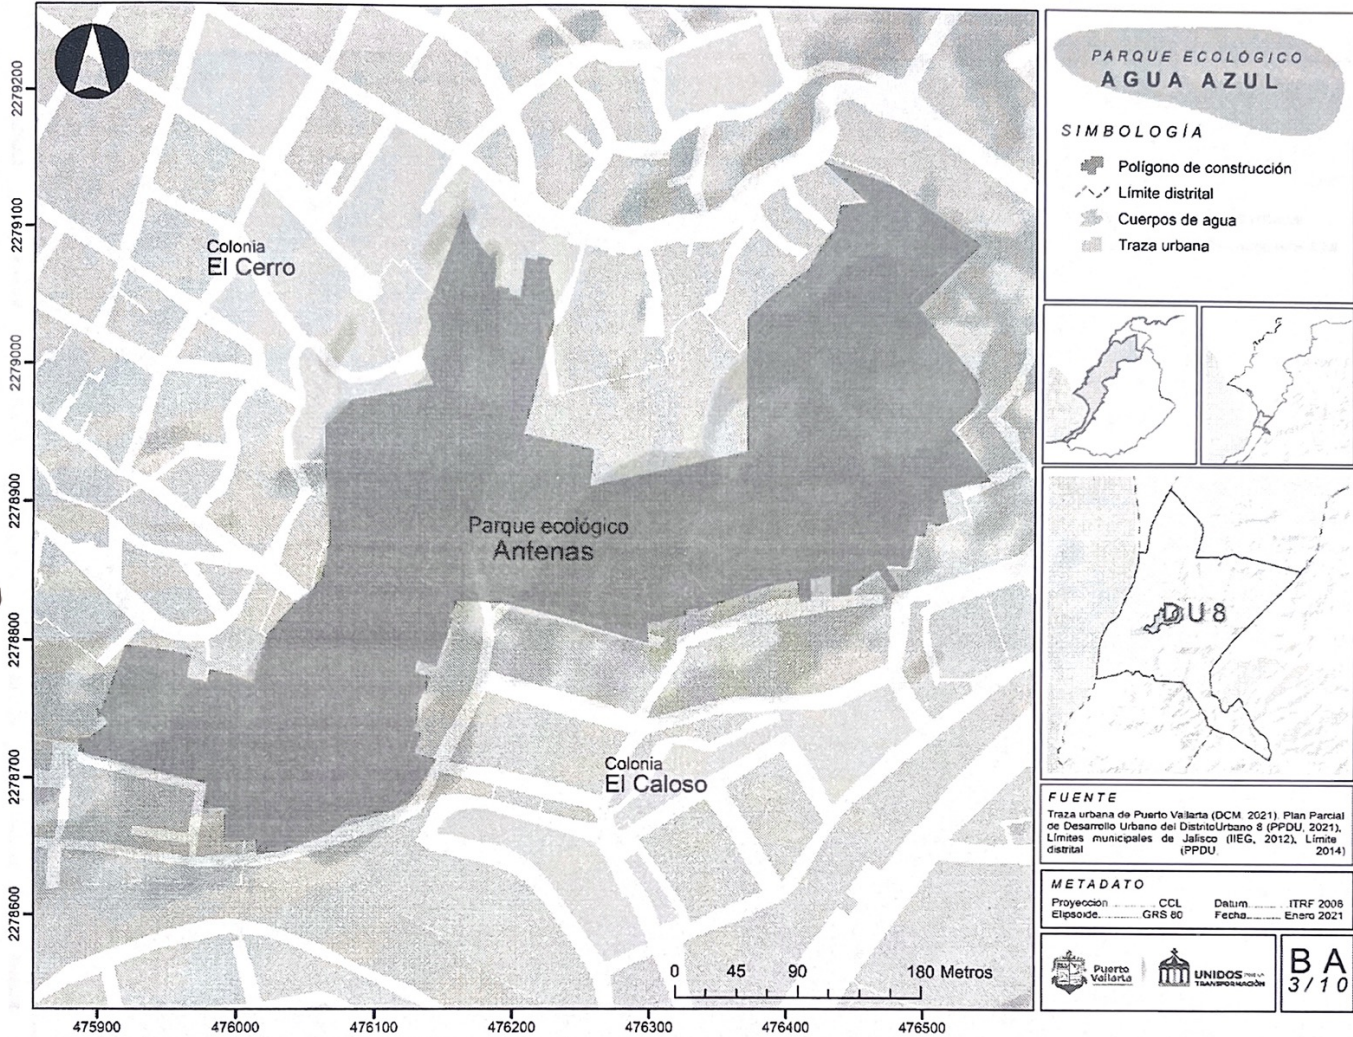 PARQUE ECOLÓGICO
AGUA AZUL
SIMBOLOGÍA
Polígono de construcción
Límite distrital
Cuerpos de agua
Traza urbana
2279200
2279100
2279000
2278900
2278800
2278700
2278600
Colonia
El Cerro
Parque ecológico
Antenas
Colonia
El Caloso
0 45 90 180 Metros
475900 476000 476100 476200 476300 476400 476500
DU8
FUENTE
Traza urbana de Puerto Vallarta (DCM, 2021), Plan Parcial
de Desarrollo Urbano del DistritoUrbano 8 (PPDU, 2021),
Límites municipales de Jalisco (IIEG, 2012), Límite
distrital (PPDU, 2014)
METADATO
Proyección ........... CCL Datum........... ITRF 2008
Elipsoide........... GRS 80 Fecha........... Enero 2021
Puerto
Vallarta
UNIDOS POR LA
TRANSFORMACIÓN
BA
3/10